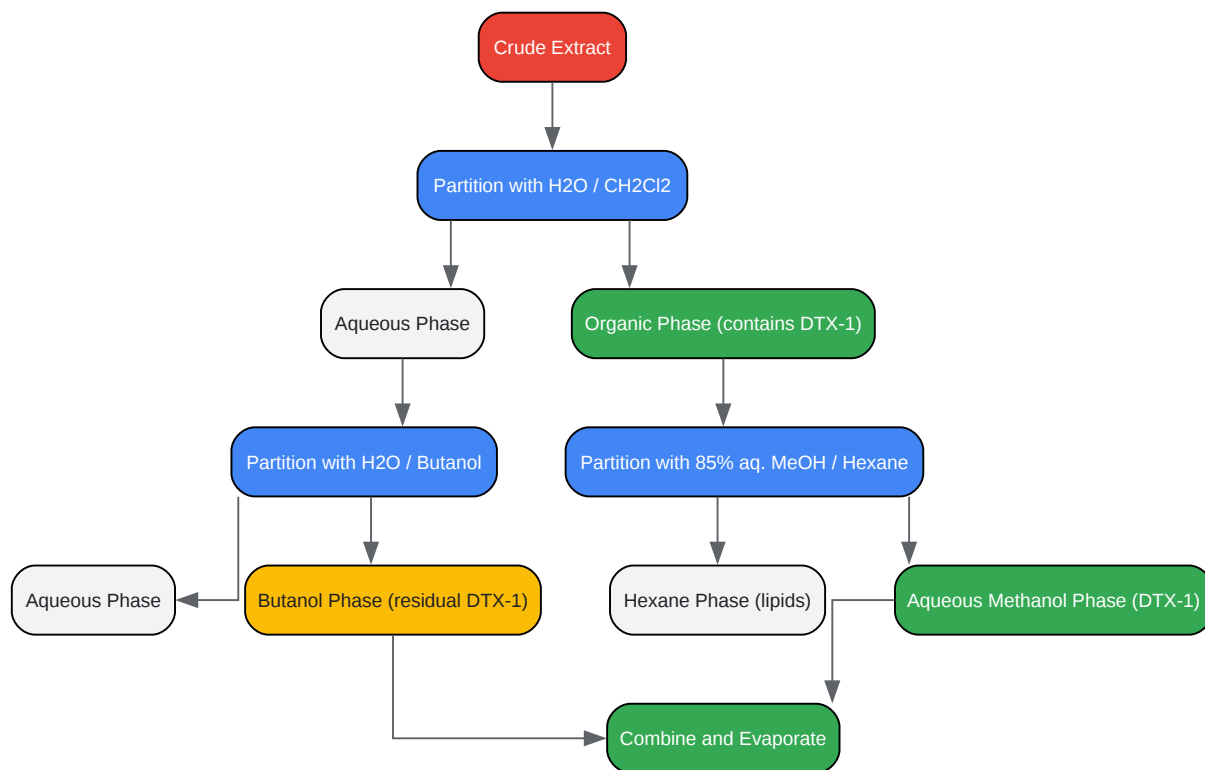 Crude Extract
Partition with H2O / CH2Cl2
Aqueous Phase
Organic Phase (contains DTX-1)
Partition with H2O / Butanol
Partition with 85% aq. MeOH / Hexane
Aqueous Phase
Butanol Phase (residual DTX-1)
Hexane Phase (lipids)
Aqueous Methanol Phase (DTX-1)
Combine and Evaporate